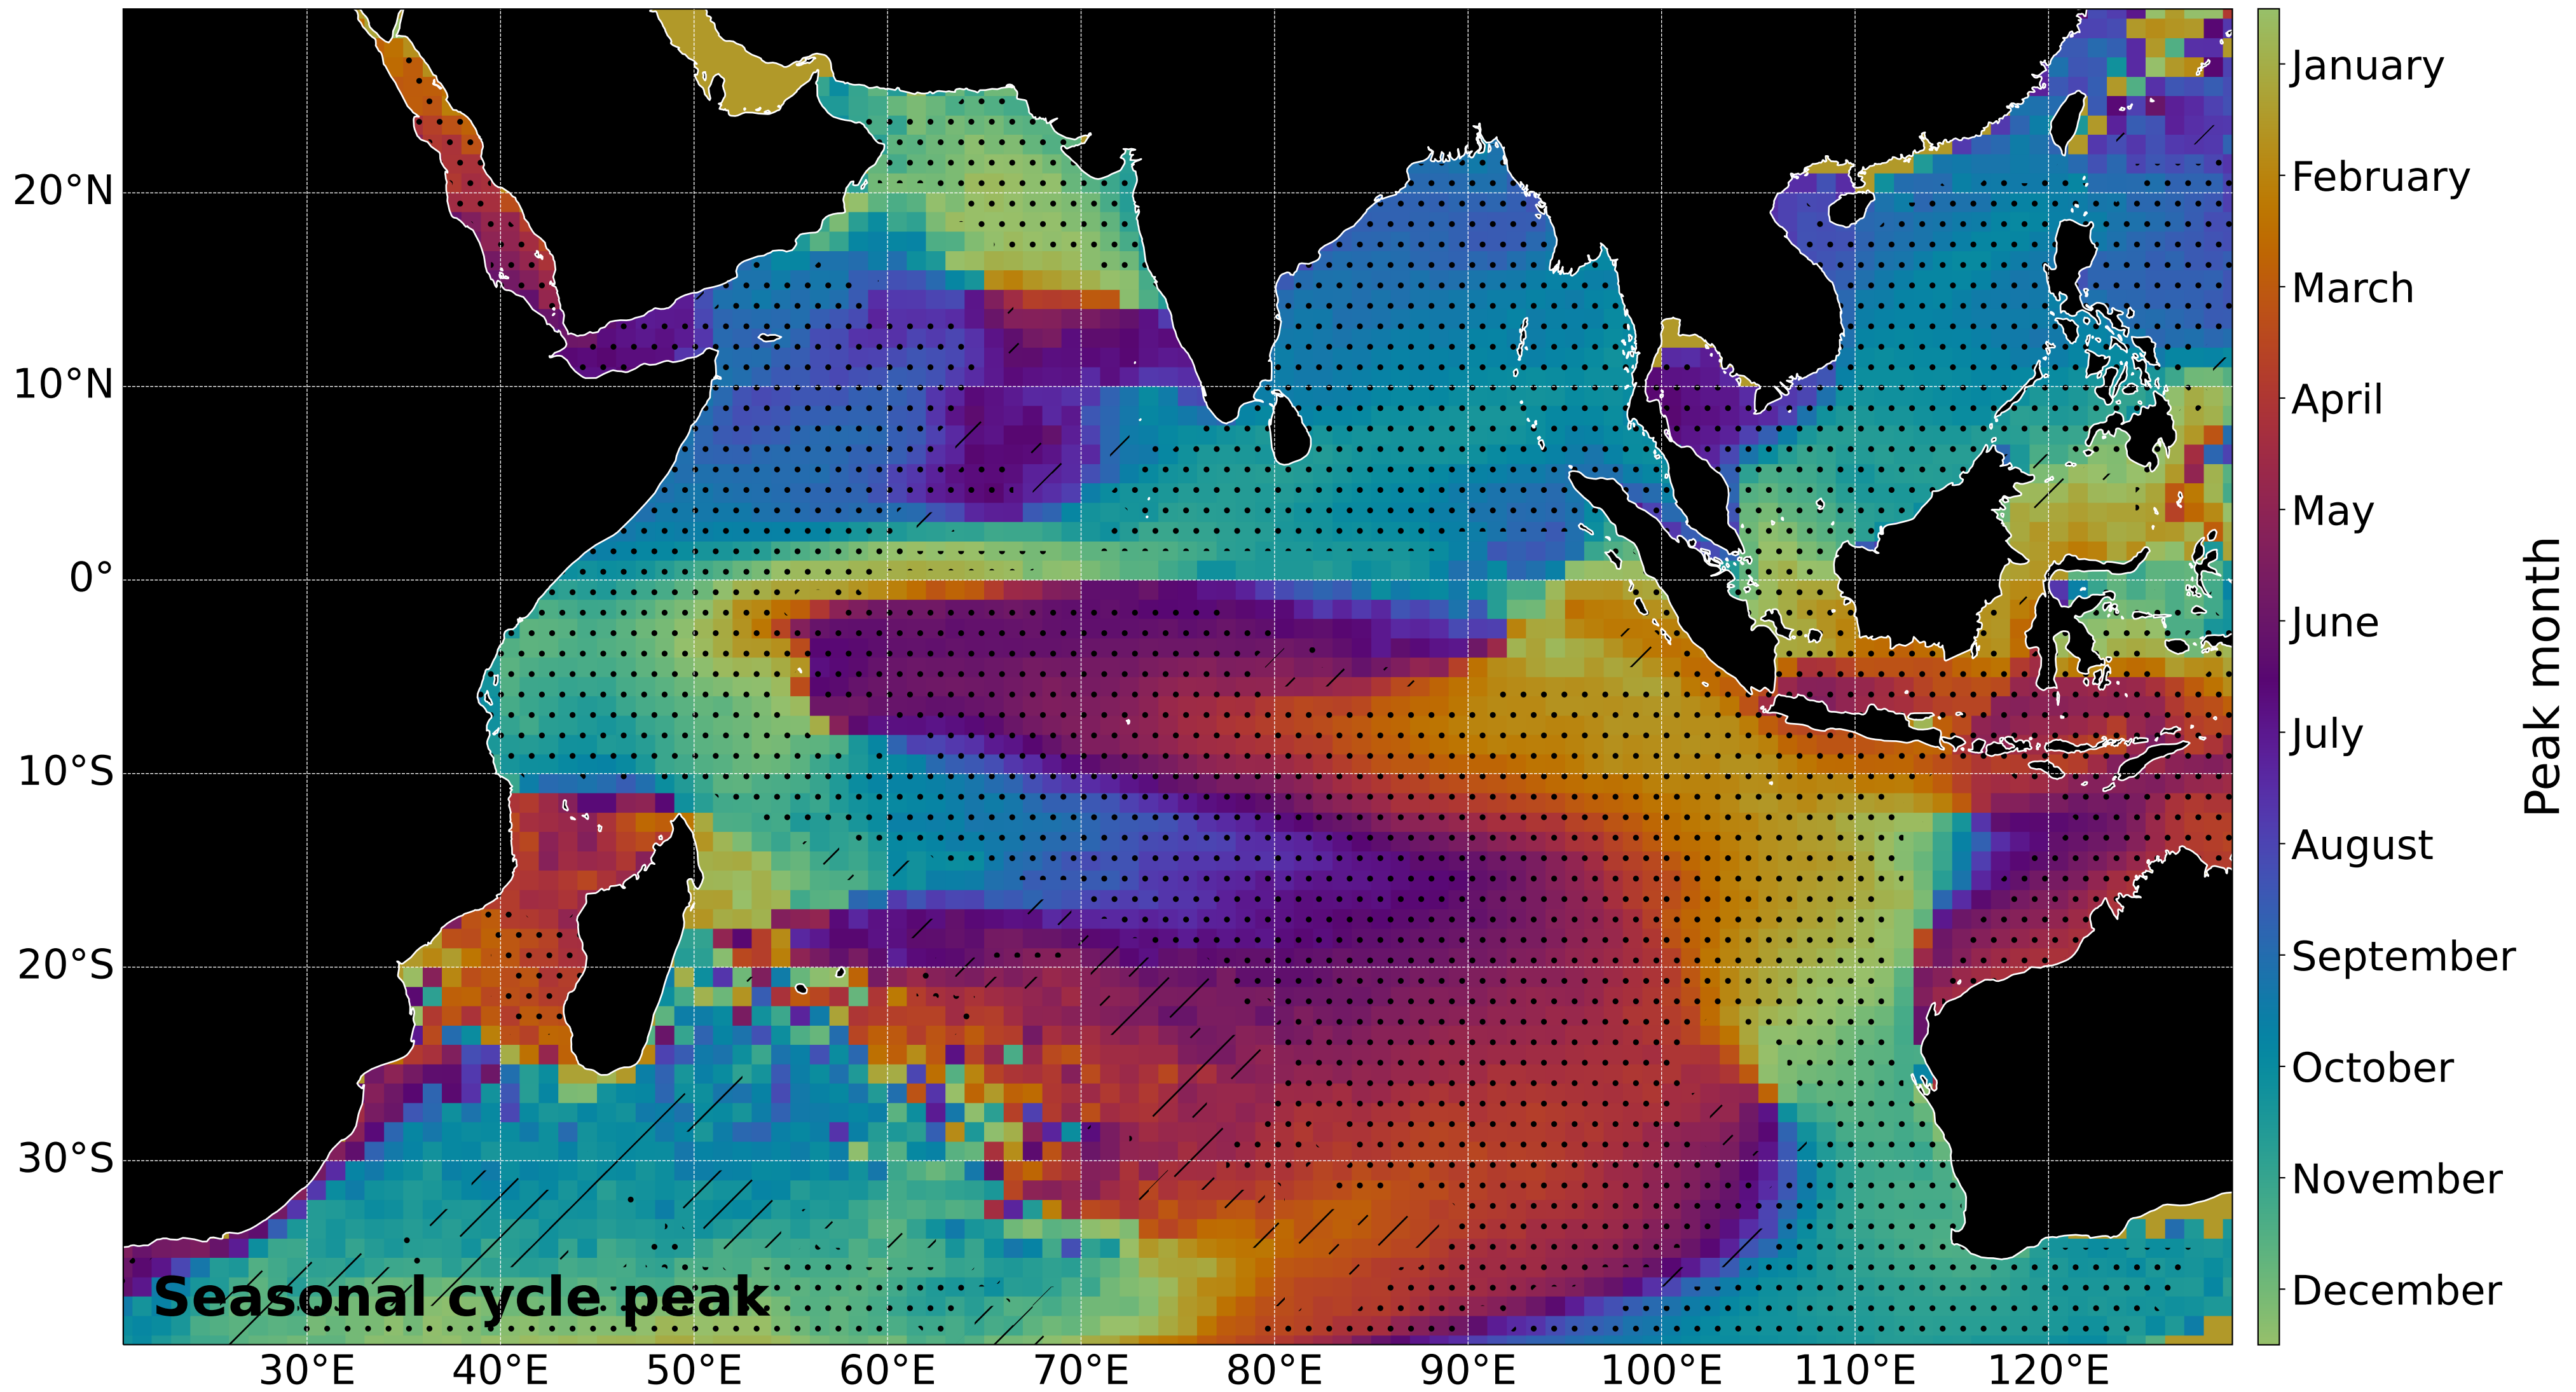 20°N
10°N
0°
10°S
20°S
30°S
30°E 40°E 50°E 60°E 70°E 80°E 90°E 100°E 110°E 120°E
Seasonal cycle peak
January
February
March
April
May
June
July
August
September
October
November
December
Peak month